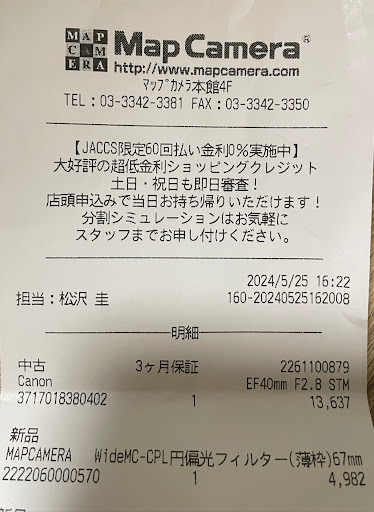 MAP
CAM
ERA
Map Camera®
http://www.mapcamera.com
マップカメラ本館4F
TEL：03-3342-3381 FAX：03-3342-3350
【JACCS限定60回払い金利0％実施中】
大好評の超低金利ショッピングクレジット
土日・祝日も即日審査！
店頭申込みで当日お持ち帰りいただけます！
分割シミュレーションはお気軽に
スタッフまでお申し付けください。
2024/5/25 16:22
担当：松沢 圭 160-20240525162008
明細
中古 3ヶ月保証 2261100879
Canon EF40mm F2.8 STM
3717018380402 1 13,637
新品
MAPCAMERA WideMC-CPL円偏光フィルター(薄枠)67mm
2222060000570 1 4,982